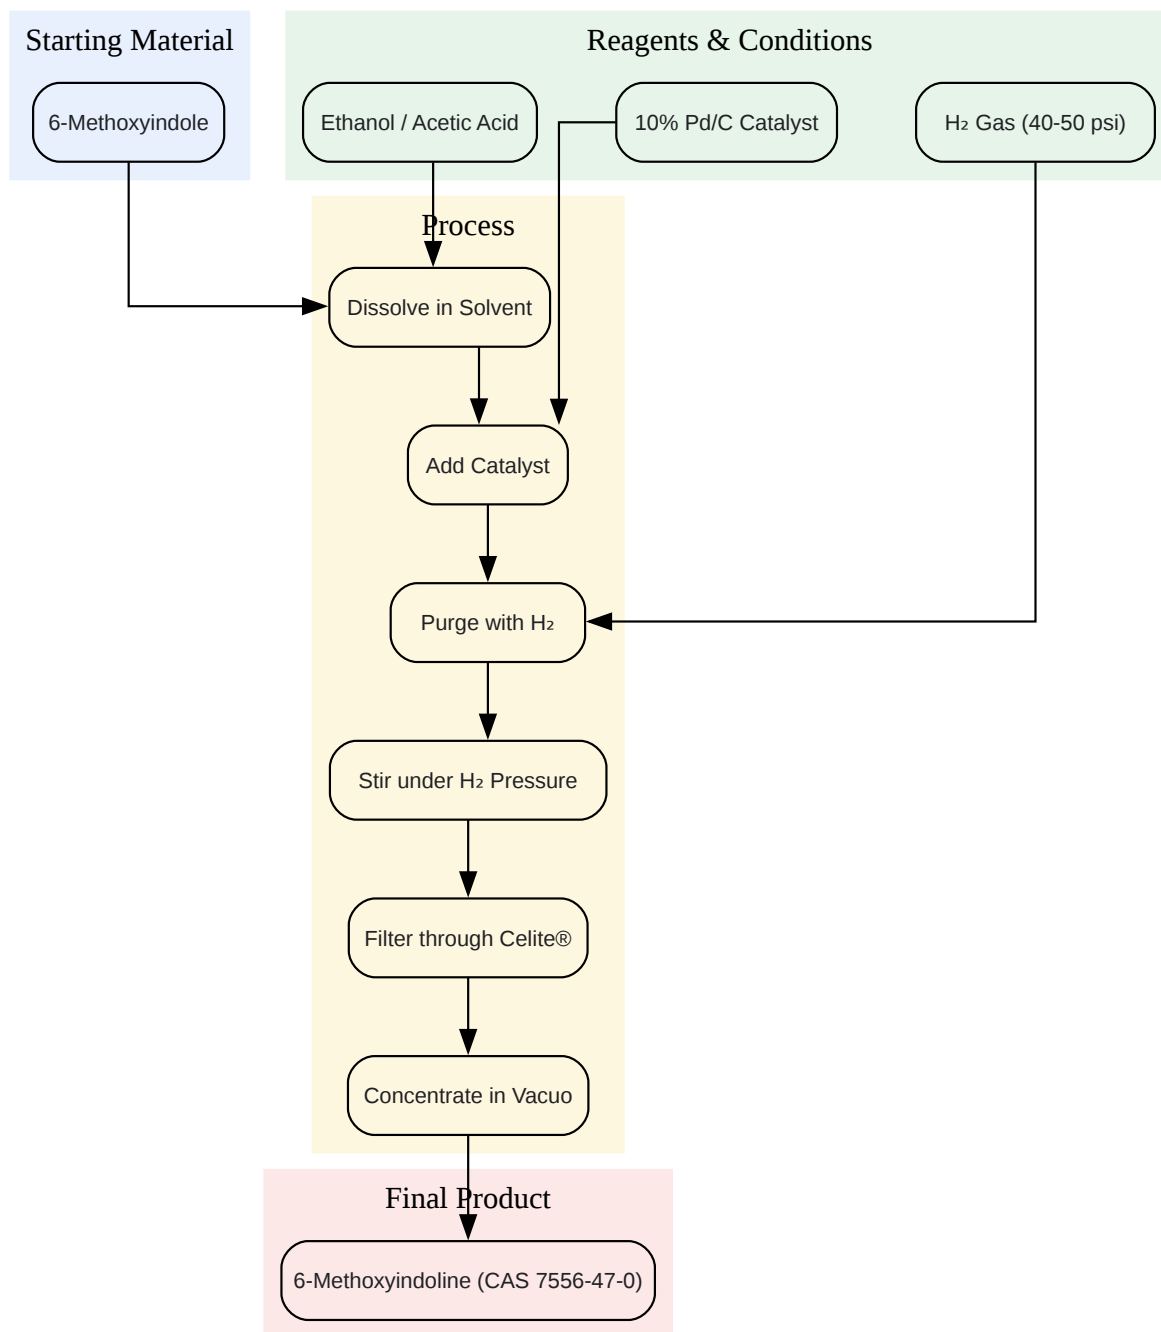 Starting Material
Reagents & Conditions
6-Methoxyindole
Ethanol / Acetic Acid
10% Pd/C Catalyst
H₂ Gas (40-50 psi)
Process
Dissolve in Solvent
Add Catalyst
Purge with H₂
Stir under H₂ Pressure
Filter through Celite®
Concentrate in Vacuo
Final Product
6-Methoxyindoline (CAS 7556-47-0)